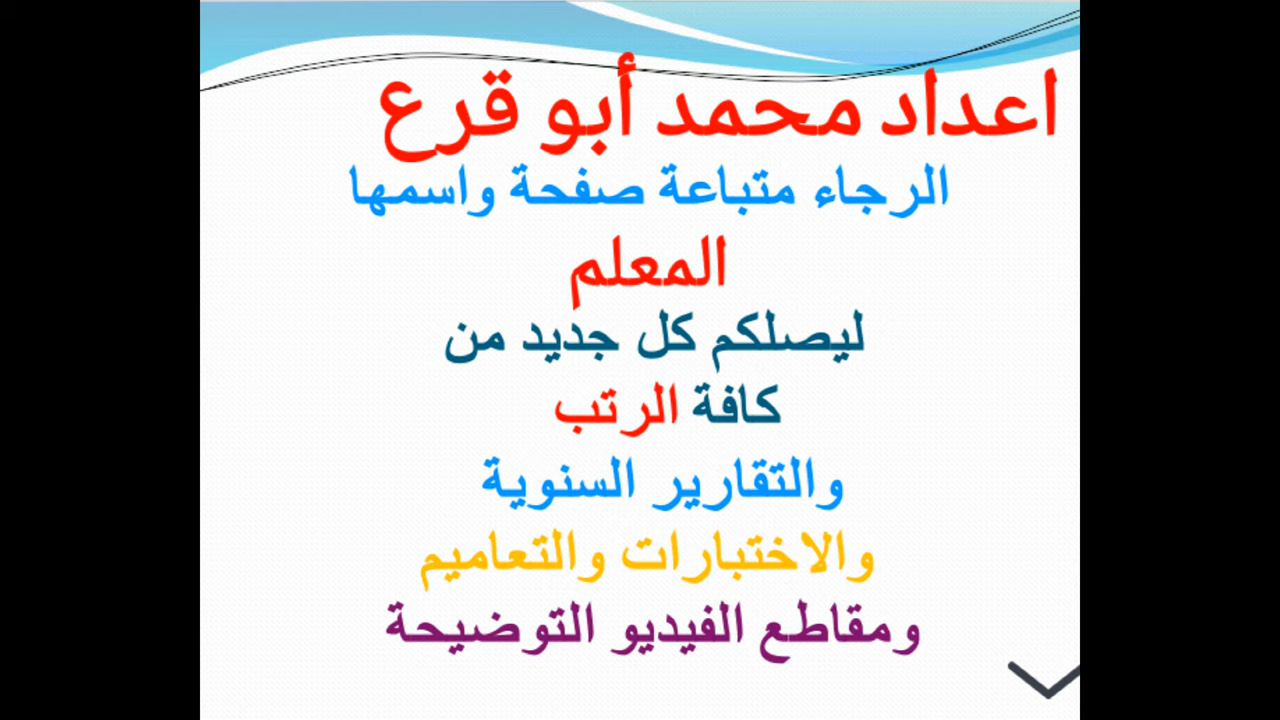 اعداد محمد أبو قرع
الرجاء متباعة صفحة واسمها
المعلم
ليصلكم كل جديد من
كافة الرتب
والتقارير السنوية
والاختبارات والتعاميم
ومقاطع الفيديو التوضيحة